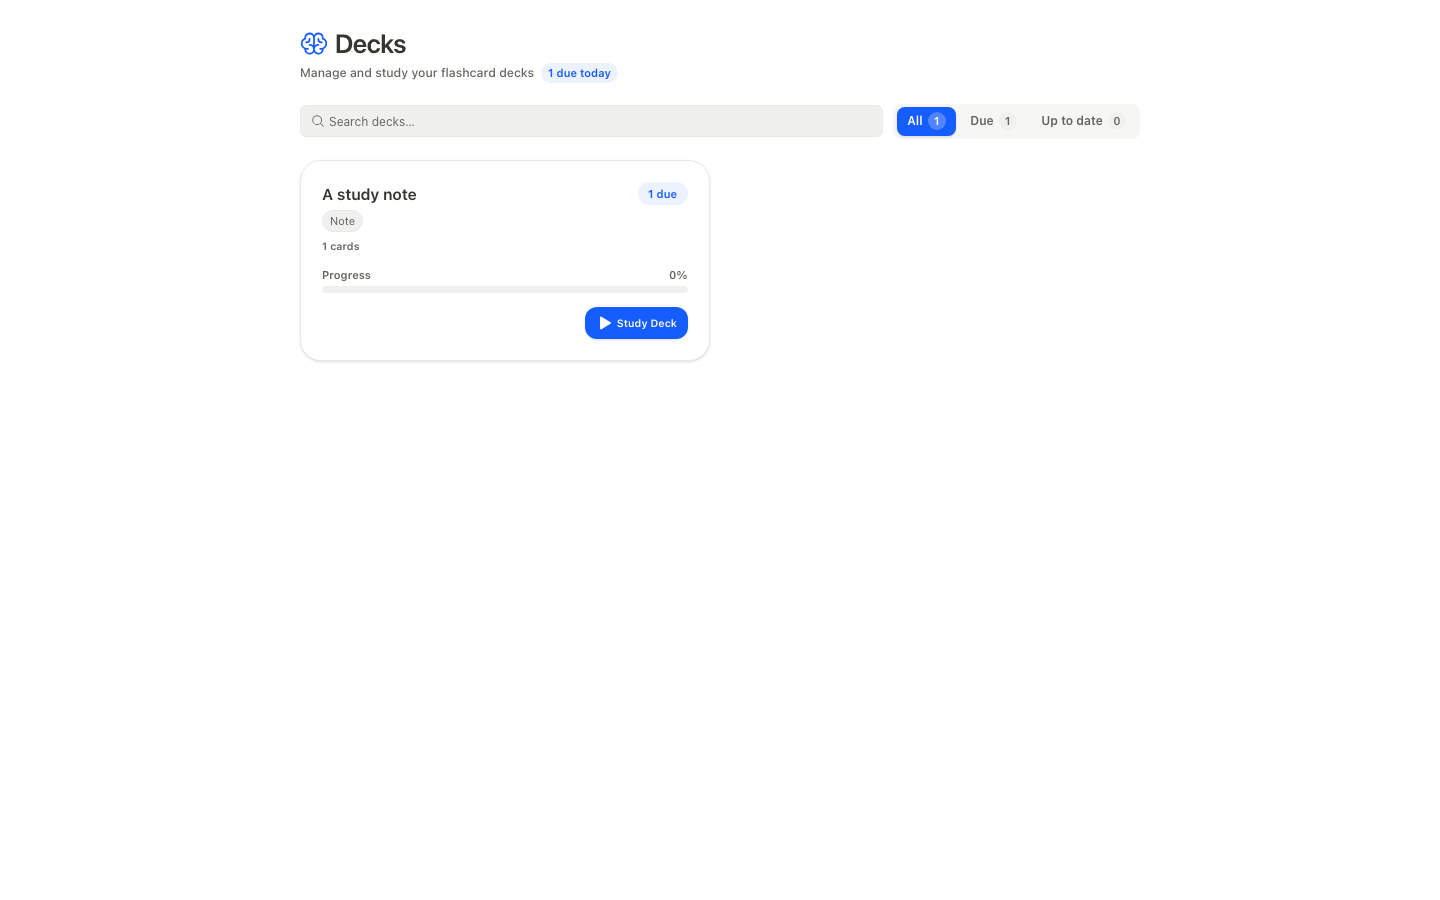 Decks
Manage and study your flashcard decks 1 due today
Search decks...
All 1 Due 1 Up to date 0
A study note 1 due
Note
1 cards
Progress 0%
Study Deck